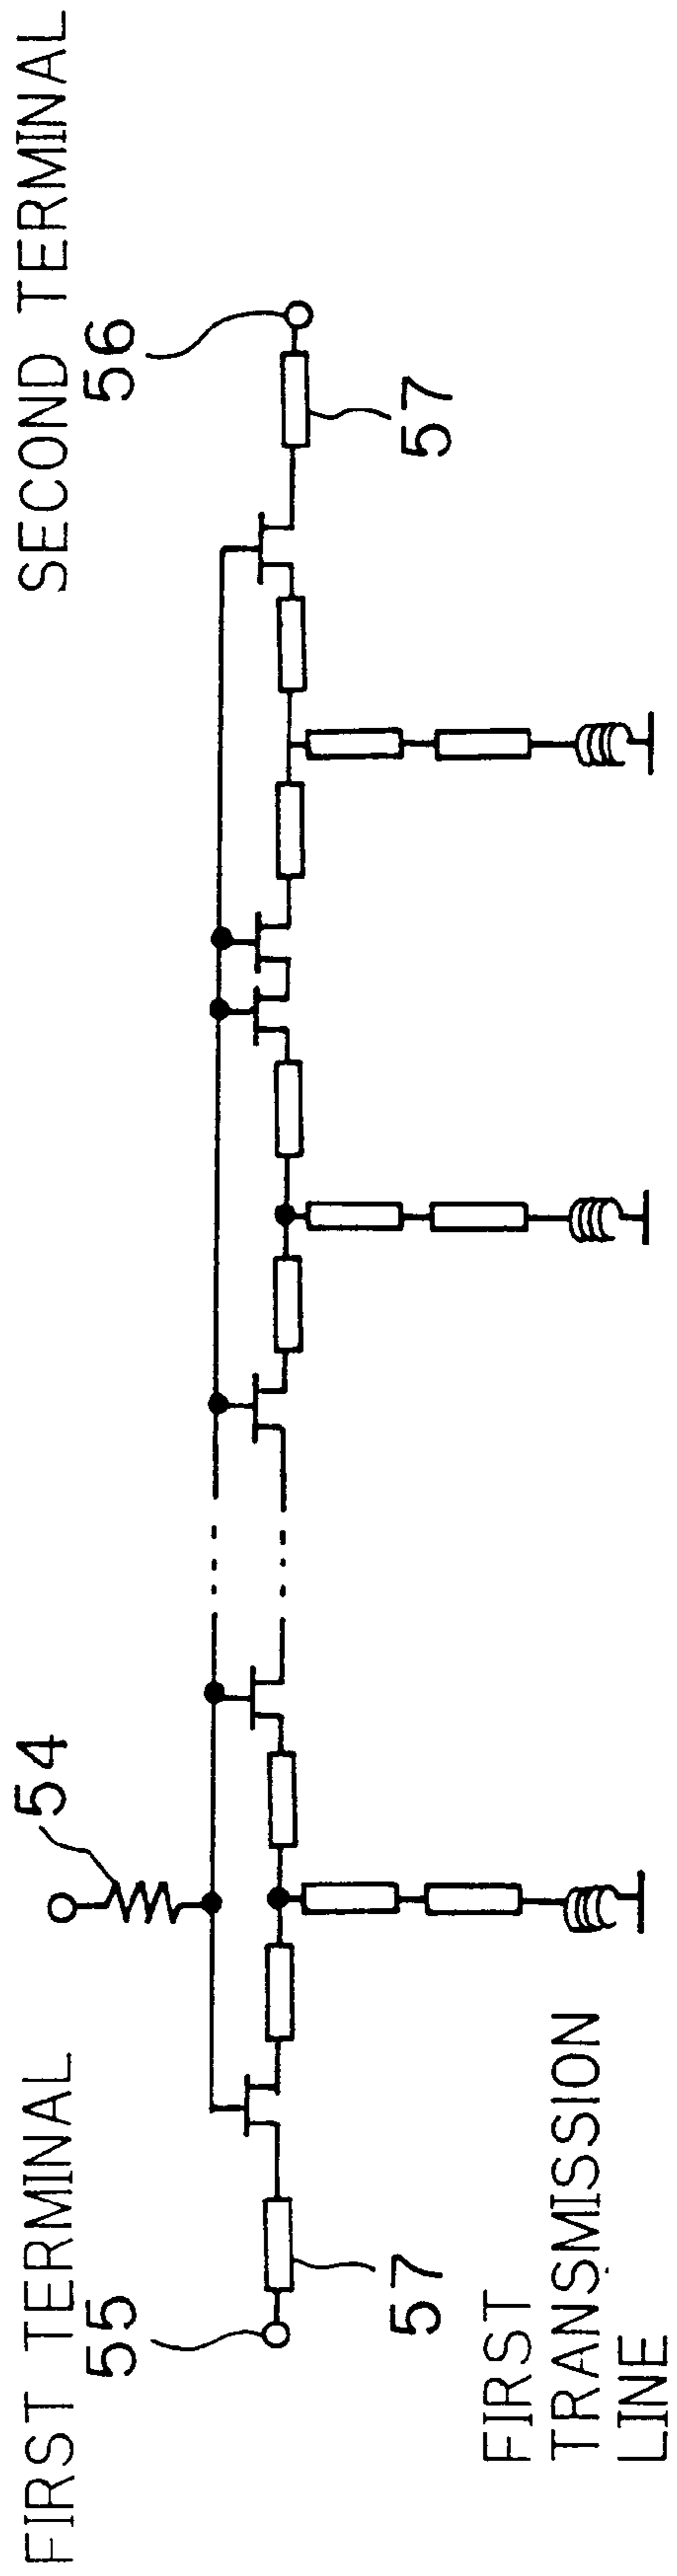 FIRST TERMINAL
55
54
SECOND TERMINAL
56
57
57
FIRST
TRANSMISSION
LINE